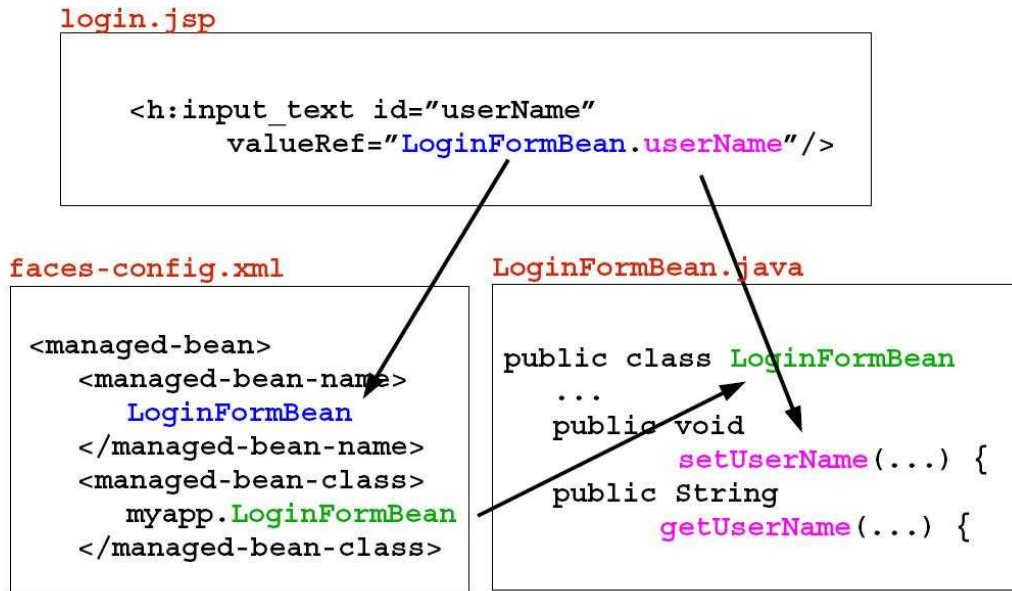 login.jsp
<h:input_text id=”userName”
valueRef=”LoginFormBean.userName”/>
faces-config.xml
<managed-bean>
<managed-bean-name>
LoginFormBean
</managed-bean-name>
<managed-bean-class>
myapp.LoginFormBean
</managed-bean-class>
LoginFormBean.java
public class LoginFormBean
...
public void
setUserName(...) {
public String
getUserName(...) {